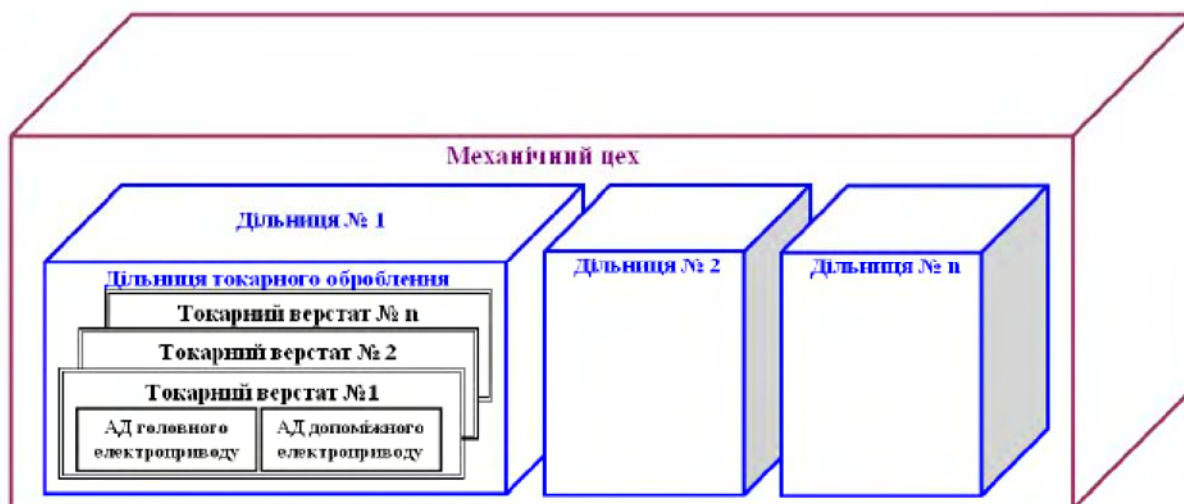 Механічний цех
Дільниця № 1
Дільниця токарного оброблення
Токарний верстат № n
Токарний верстат № 2
Токарний верстат №1
АД головного
електроприводу
АД допоміжного
електроприводу
Дільниця № 2
Дільниця № n